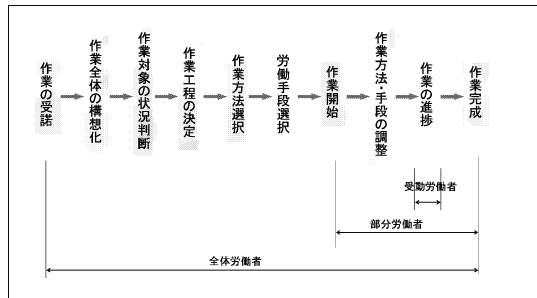 作業の受諾
作業全体の構想化
作業対象の状況判断
作業工程の決定
作業方法選択
労働手段選択
作業開始
作業方法・手段の調整
作業の進捗
作業完成
受動労働者
部分労働者
全体労働者